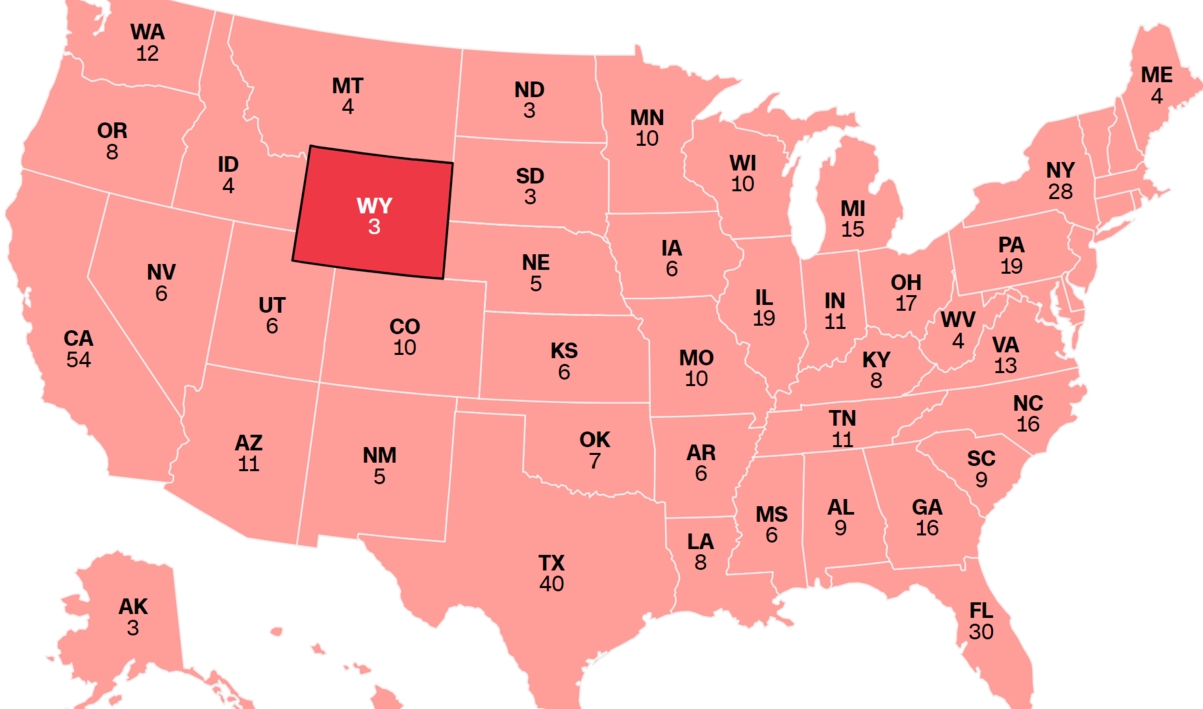 WA
12
MT
4
ND
3
MN
10
ME
4
OR
8
ID
4
WY
3
SD
3
WI
10
MI
15
NY
28
NV
6
UT
6
CO
10
NE
5
IA
6
IL
19
IN
11
OH
17
PA
19
WV
4
VA
13
CA
54
KS
6
MO
10
KY
8
NC
16
TN
11
AZ
11
NM
5
OK
7
AR
6
SC
9
MS
6
AL
9
GA
16
LA
8
TX
40
AK
3
FL
30